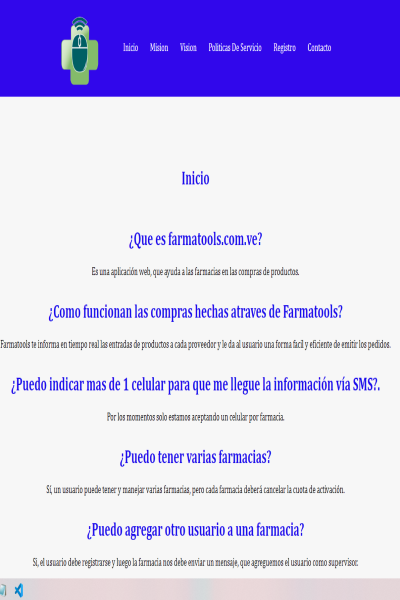 Inicio Mision Vision Politicas De Servicio Registro Contacto
Inicio
¿Que es farmatools.com.ve?
Es una aplicación web, que ayuda a las farmacias en las compras de productos.
¿Como funcionan las compras hechas atraves de Farmatools?
Farmatools te informa en tiempo real las entradas de productos a cada proveedor y le da al usuario una forma facil y eficiente de emitir los pedidos.
¿Puedo indicar mas de 1 celular para que me llegue la información vía SMS?.
Por los momentos solo estamos aceptando un celular por farmacia.
¿Puedo tener varias farmacias?
Sí, un usuario puede tener y manejar varias farmacias, pero cada farmacia deberá cancelar la cuota de activación.
¿Puedo agregar otro usuario a una farmacia?
Si, el usuario debe registrarse y luego la farmacia nos debe enviar un mensaje, que agreguemos el usuario como supervisor.